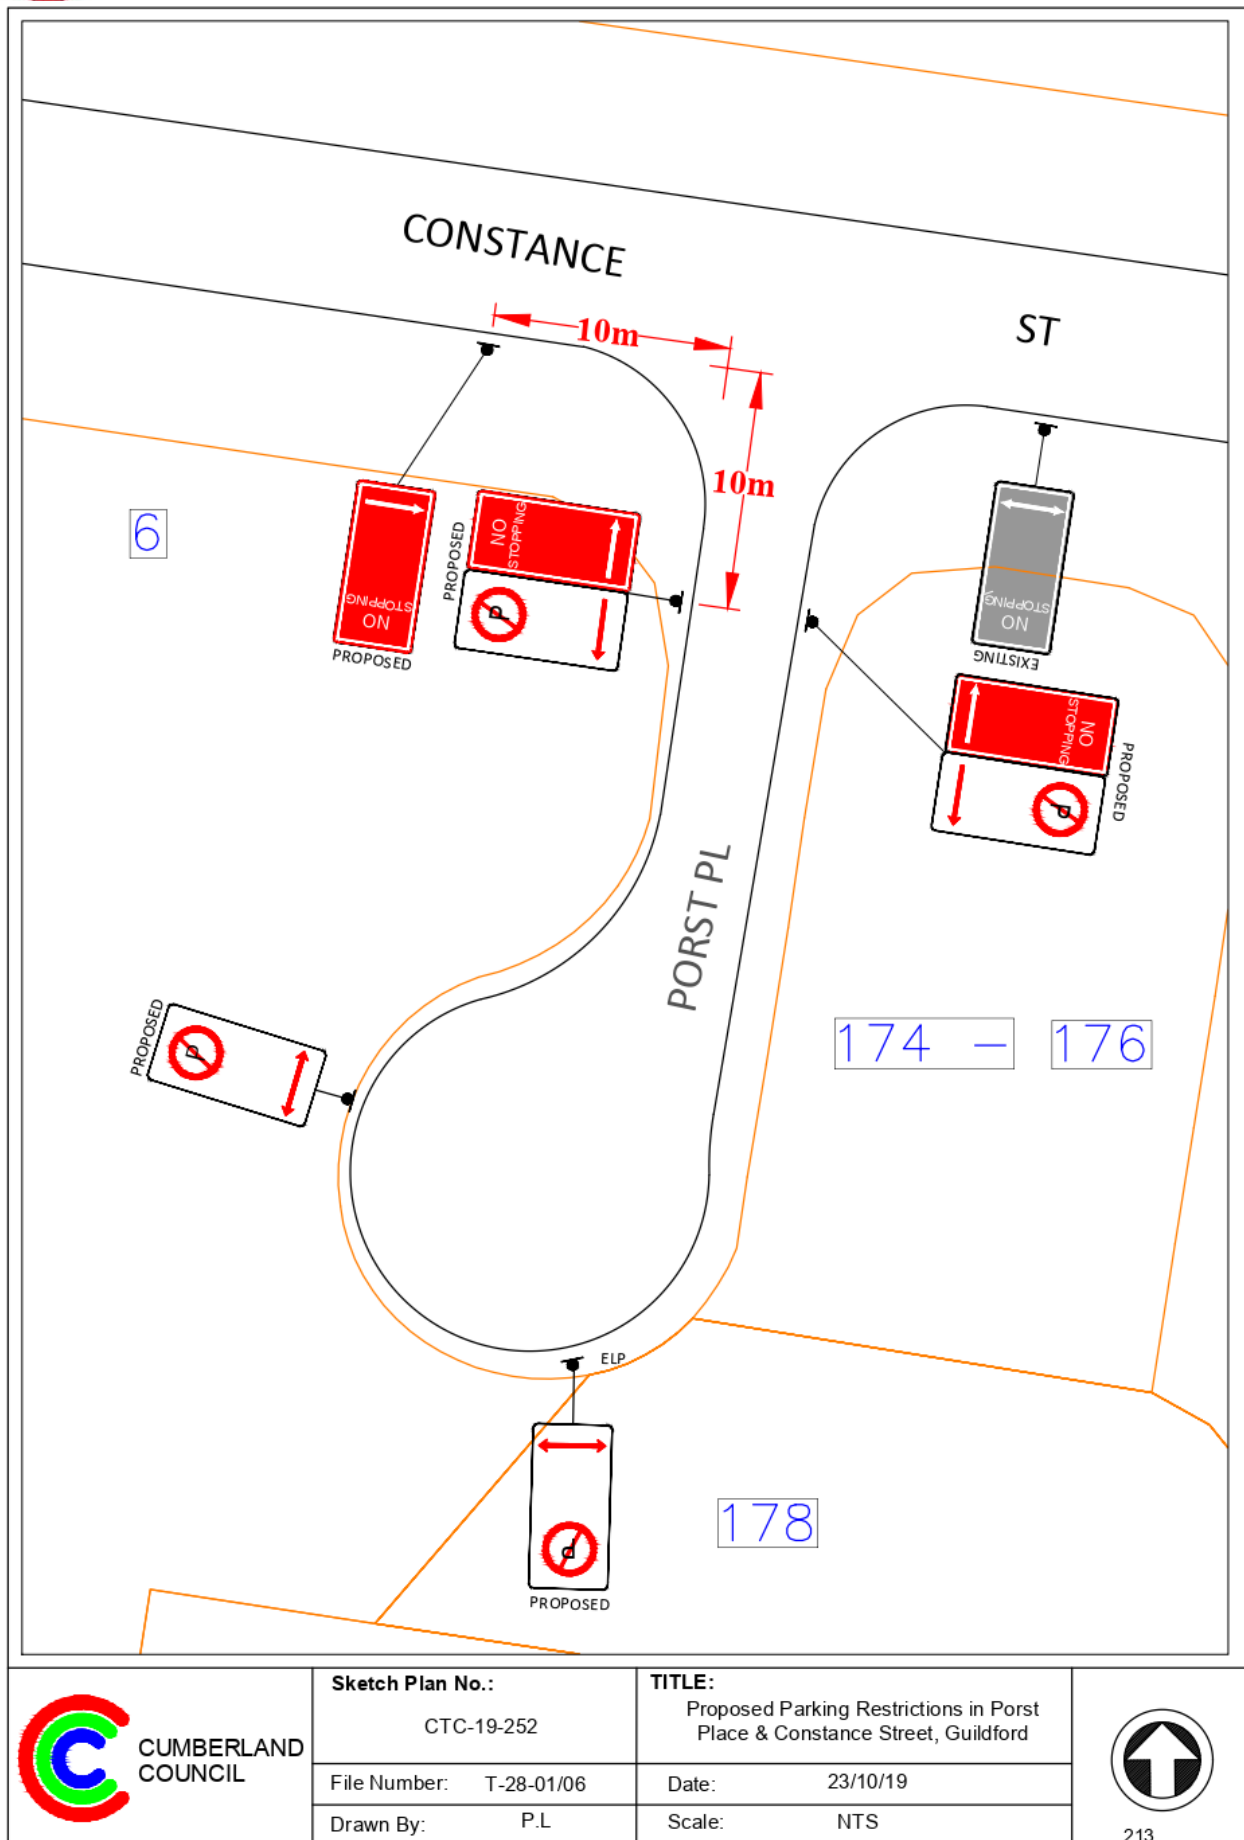 CONSTANCE
ST
10m
10m
6
NO
STOPPING
PROPOSED
PROPOSED
NO
STOPPING
P
NO
STOPPING
EXISTING
NO
STOPPING
P
PROPOSED
PORST PL
174 - 176
PROPOSED
P
ELP
P
PROPOSED
178
CUMBERLAND
COUNCIL
Sketch Plan No.:
CTC-19-252
File Number: T-28-01/06
Drawn By: P.L
TITLE:
Proposed Parking Restrictions in Porst
Place & Constance Street, Guildford
Date: 23/10/19
Scale: NTS
213